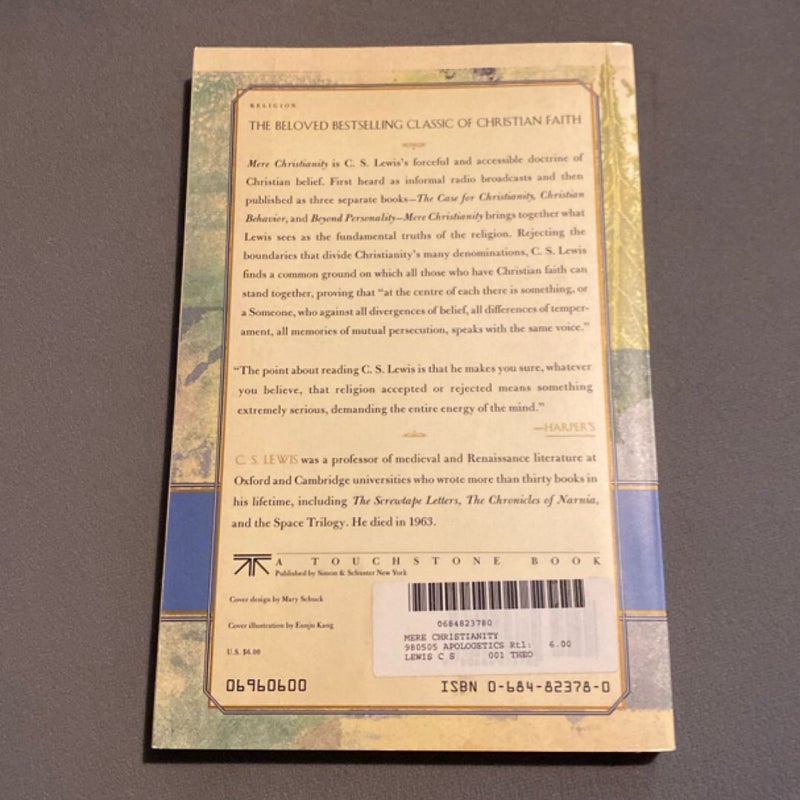 RELIGION
THE BELOVED BESTSELLING CLASSIC OF CHRISTIAN FAITH
Mere Christianity is C. S. Lewis's forceful and accessible doctrine of
Christian belief. First heard as informal radio broadcasts and then
published as three separate books—The Case for Christianity, Christian
Behavior, and Beyond Personality—Mere Christianity brings together what
Lewis sees as the fundamental truths of the religion. Rejecting the
boundaries that divide Christianity's many denominations, C. S. Lewis
finds a common ground on which all those who have Christian faith can
stand together, proving that "at the centre of each there is something, or
a Someone, who against all divergences of belief, all differences of temper-
ament, all memories of mutual persecution, speaks with the same voice."
"The point about reading C. S. Lewis is that he makes you sure, whatever
you believe, that religion accepted or rejected means something
extremely serious, demanding the entire energy of the mind."
—HARPER'S
C. S. LEWIS was a professor of medieval and Renaissance literature at
Oxford and Cambridge universities who wrote more than thirty books in
his lifetime, including The Screwtape Letters, The Chronicles of Narnia,
and the Space Trilogy. He died in 1963.
A TOUCHSTONE BOOK
Published by Simon & Schuster New York
Cover design by Mary Schuck
Cover illustration by Eunju Kang
U.S. $6.00
0684823780
MERE CHRISTIANITY
980505 APOLOGETICS Rtl: 6.00
LEWIS C S 001 THEO
06960600
ISBN 0-684-82378-0